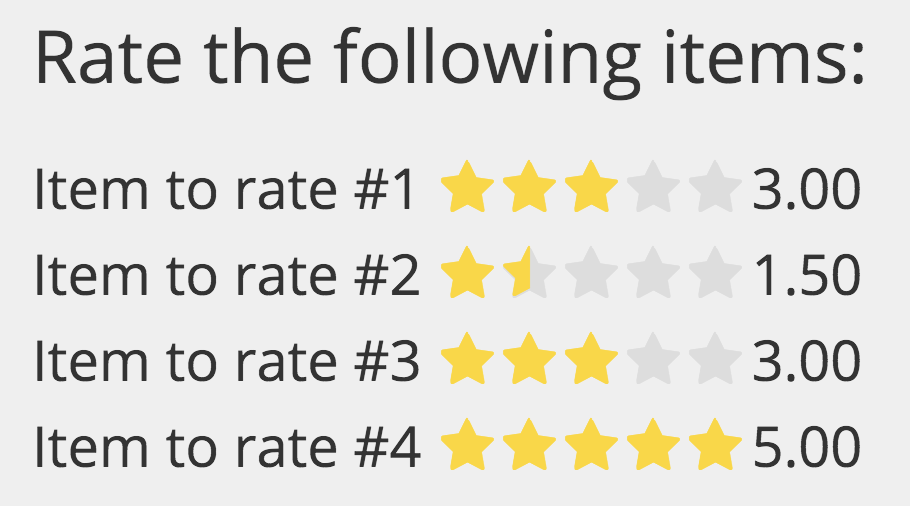 Rate the following items:
Item to rate #1 3.00
Item to rate #2 1.50
Item to rate #3 3.00
Item to rate #4 5.00